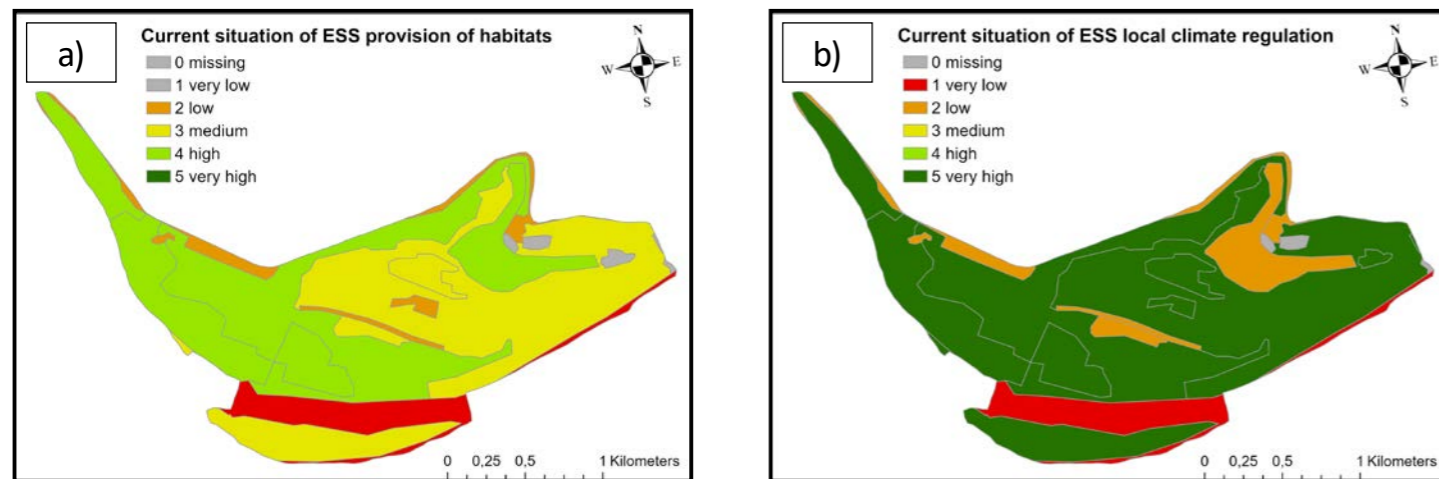 a)
Current situation of ESS provision of habitats
0 missing
1 very low
2 low
3 medium
4 high
5 very high
N
W E
S
0 0,25 0,5 1 Kilometers
b)
Current situation of ESS local climate regulation
0 missing
1 very low
2 low
3 medium
4 high
5 very high
N
W E
S
0 0,25 0,5 1 Kilometers